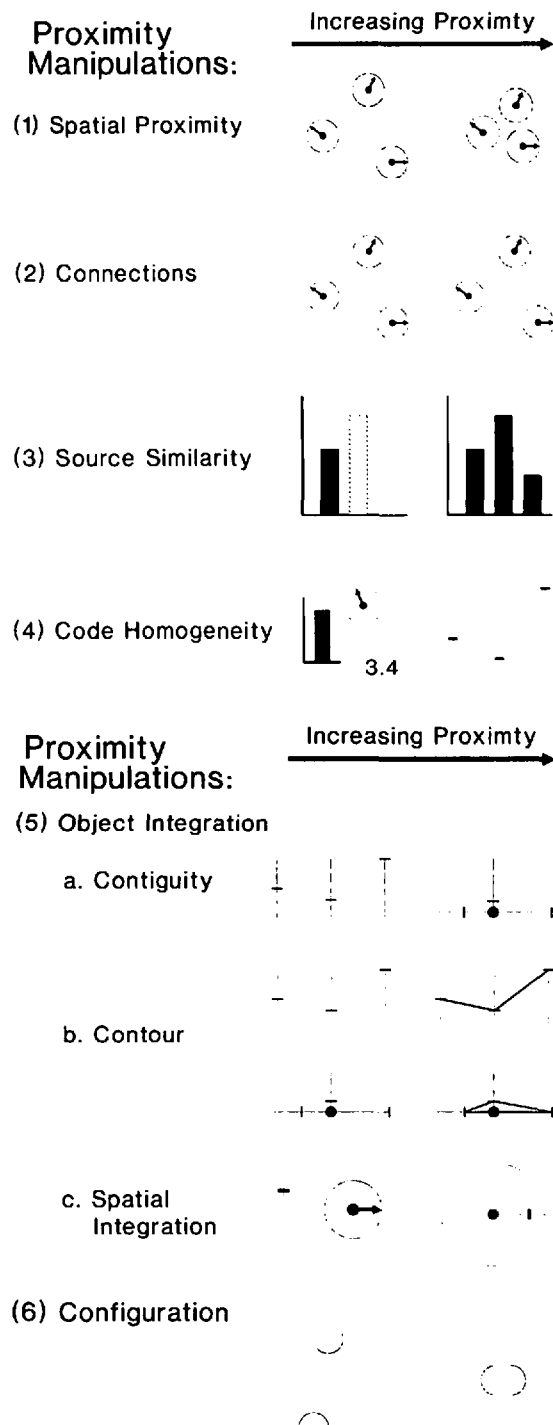 Proximity
Manipulations:
Increasing Proximty
(1) Spatial Proximity
(2) Connections
(3) Source Similarity
(4) Code Homogeneity
3.4
Proximity
Manipulations:
Increasing Proximty
(5) Object Integration
a. Contiguity
b. Contour
c. Spatial
Integration
(6) Configuration